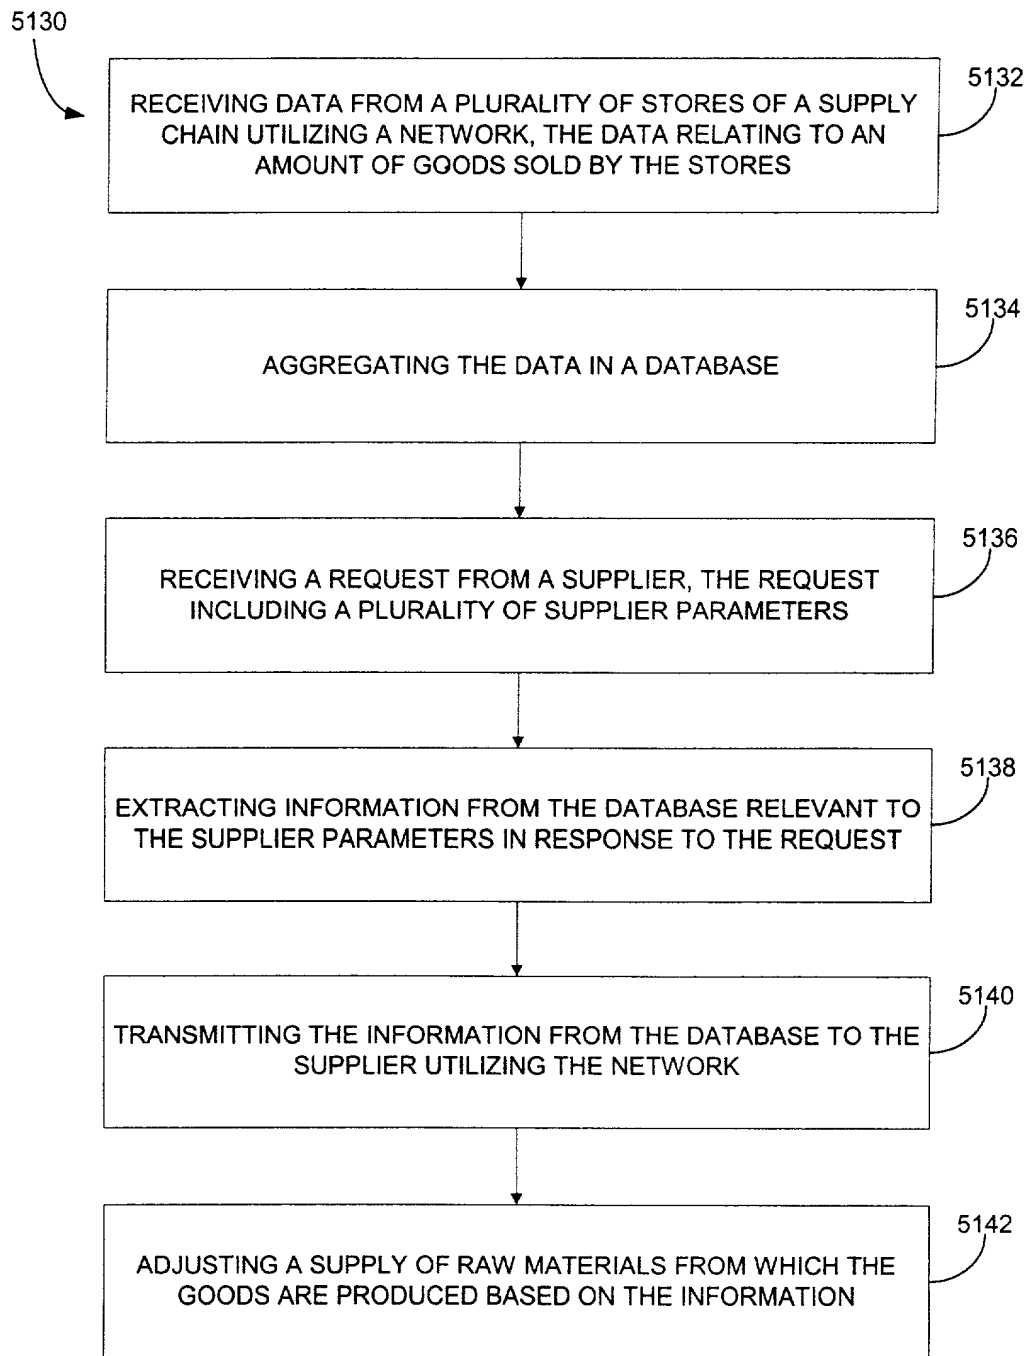 5130
RECEIVING DATA FROM A PLURALITY OF STORES OF A SUPPLY
CHAIN UTILIZING A NETWORK, THE DATA RELATING TO AN
AMOUNT OF GOODS SOLD BY THE STORES
5132
AGGREGATING THE DATA IN A DATABASE
5134
RECEIVING A REQUEST FROM A SUPPLIER, THE REQUEST
INCLUDING A PLURALITY OF SUPPLIER PARAMETERS
5136
EXTRACTING INFORMATION FROM THE DATABASE RELEVANT TO
THE SUPPLIER PARAMETERS IN RESPONSE TO THE REQUEST
5138
TRANSMITTING THE INFORMATION FROM THE DATABASE TO THE
SUPPLIER UTILIZING THE NETWORK
5140
ADJUSTING A SUPPLY OF RAW MATERIALS FROM WHICH THE
GOODS ARE PRODUCED BASED ON THE INFORMATION
5142